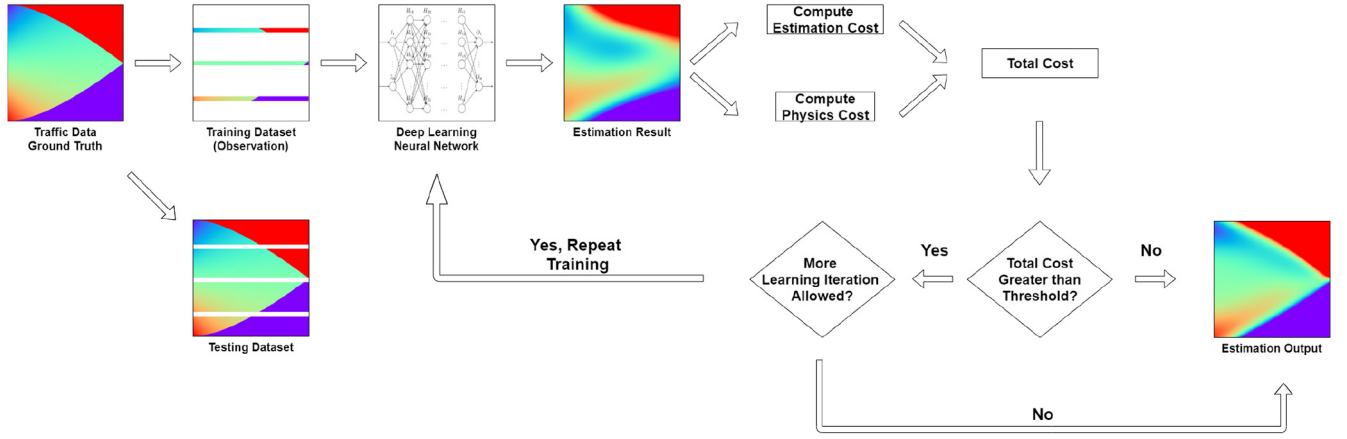 Traffic Data
Ground Truth
Training Dataset
(Observation)
Deep Learning
Neural Network
Estimation Result
Compute
Estimation Cost
Compute
Physics Cost
Total Cost
Testing Dataset
Yes, Repeat
Training
More
Learning Iteration
Allowed?
Yes
Total Cost
Greater than
Threshold?
No
Estimation Output
No